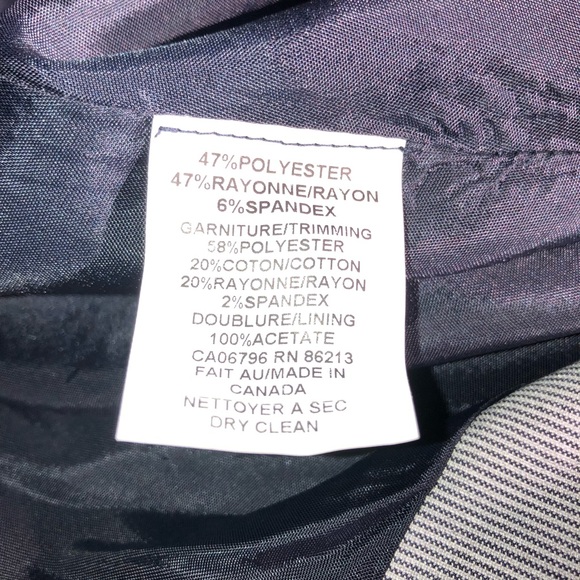 47%POLYESTER
47%RAYONNE/RAYON
6%SPANDEX
GARNITURE/TRIMMING
58%POLYESTER
20%COTON/COTTON
20%RAYONNE/RAYON
2%SPANDEX
DOUBLURE/LINING
100%ACETATE
CA06796 RN 86213
FAIT AU/MADE IN
CANADA
NETTOYER A SEC
DRY CLEAN